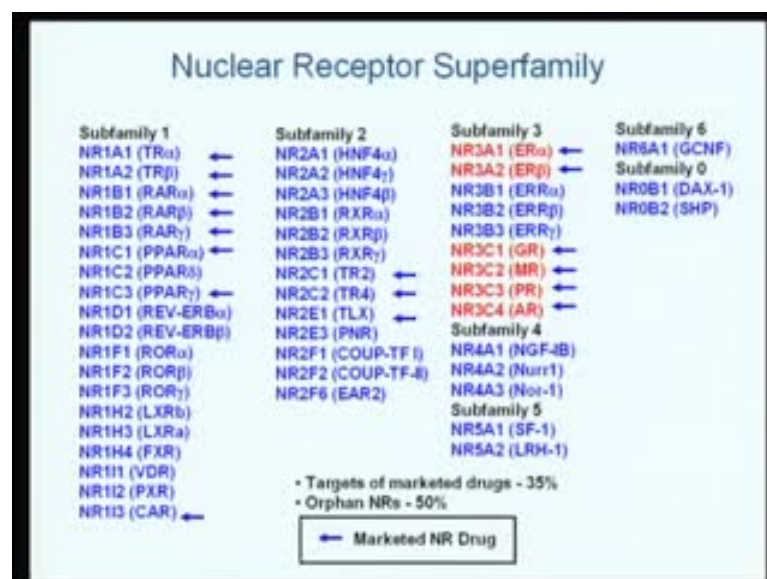 Nuclear Receptor Superfamily
Subfamily 1
NR1A1 (TRα)
NR1A2 (TRβ)
NR1B1 (RARα)
NR1B2 (RARβ)
NR1B3 (RARγ)
NR1C1 (PPARα)
NR1C2 (PPARδ)
NR1C3 (PPARγ)
NR1D1 (REV-ERBα)
NR1D2 (REV-ERBβ)
NR1F1 (RORα)
NR1F2 (RORβ)
NR1F3 (RORγ)
NR1H2 (LXRb)
NR1H3 (LXRa)
NR1H4 (FXR)
NR1I1 (VDR)
NR1I2 (PXR)
NR1I3 (CAR)
Subfamily 2
NR2A1 (HNF4α)
NR2A2 (HNF4γ)
NR2A3 (HNF4β)
NR2B1 (RXRα)
NR2B2 (RXRβ)
NR2B3 (RXRγ)
NR2C1 (TR2)
NR2C2 (TR4)
NR2E1 (TLX)
NR2E3 (PNR)
NR2F1 (COUP-TF I)
NR2F2 (COUP-TF-II)
NR2F6 (EAR2)
Subfamily 3
NR3A1 (ERα)
NR3A2 (ERβ)
NR3B1 (ERRα)
NR3B2 (ERRβ)
NR3B3 (ERRγ)
NR3C1 (GR)
NR3C2 (MR)
NR3C3 (PR)
NR3C4 (AR)
Subfamily 4
NR4A1 (NGF-IB)
NR4A2 (Nurr1)
NR4A3 (Nor-1)
Subfamily 5
NR5A1 (SF-1)
NR5A2 (LRH-1)
Subfamily 6
NR6A1 (GCNF)
Subfamily 0
NR0B1 (DAX-1)
NR0B2 (SHP)
• Targets of marketed drugs - 35%
• Orphan NRs - 50%
← Marketed NR Drug